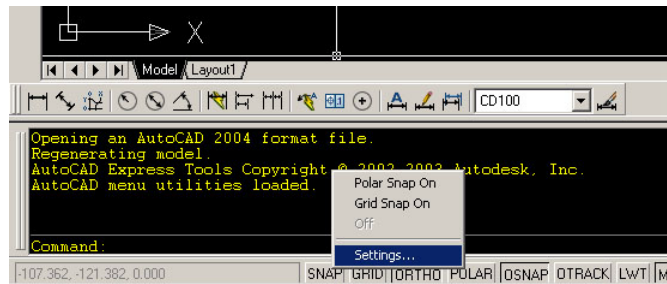 X
Model Layout1
CD100
Opening an AutoCAD 2004 format file.
Regenerating model.
AutoCAD Express Tools Copyright © 2002-2003 Autodesk, Inc.
AutoCAD menu utilities loaded.
Polar Snap On
Grid Snap On
Off
Settings...
Command:
-107.362, -121.382, 0.000 SNAP GRID ORTHO POLAR OSNAP OTRACK LWT